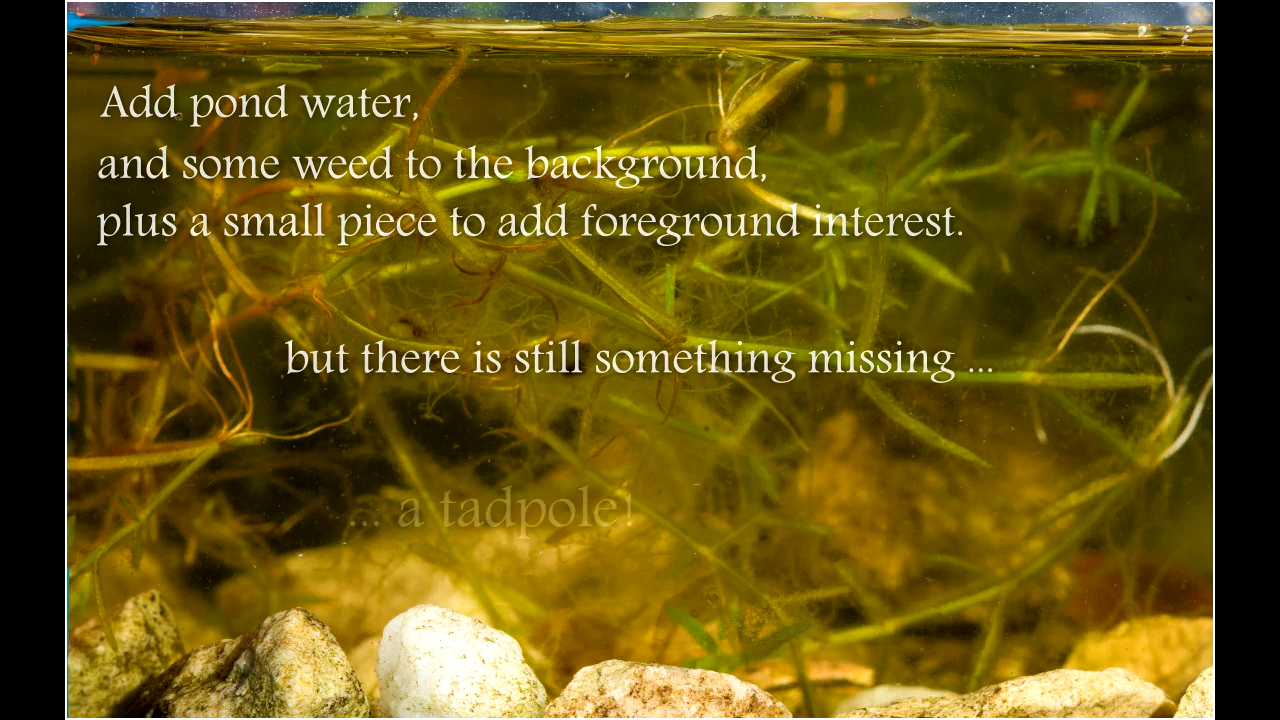 Add pond water,
and some weed to the background,
plus a small piece to add foreground interest.
but there is still something missing ...
... a tadpole!